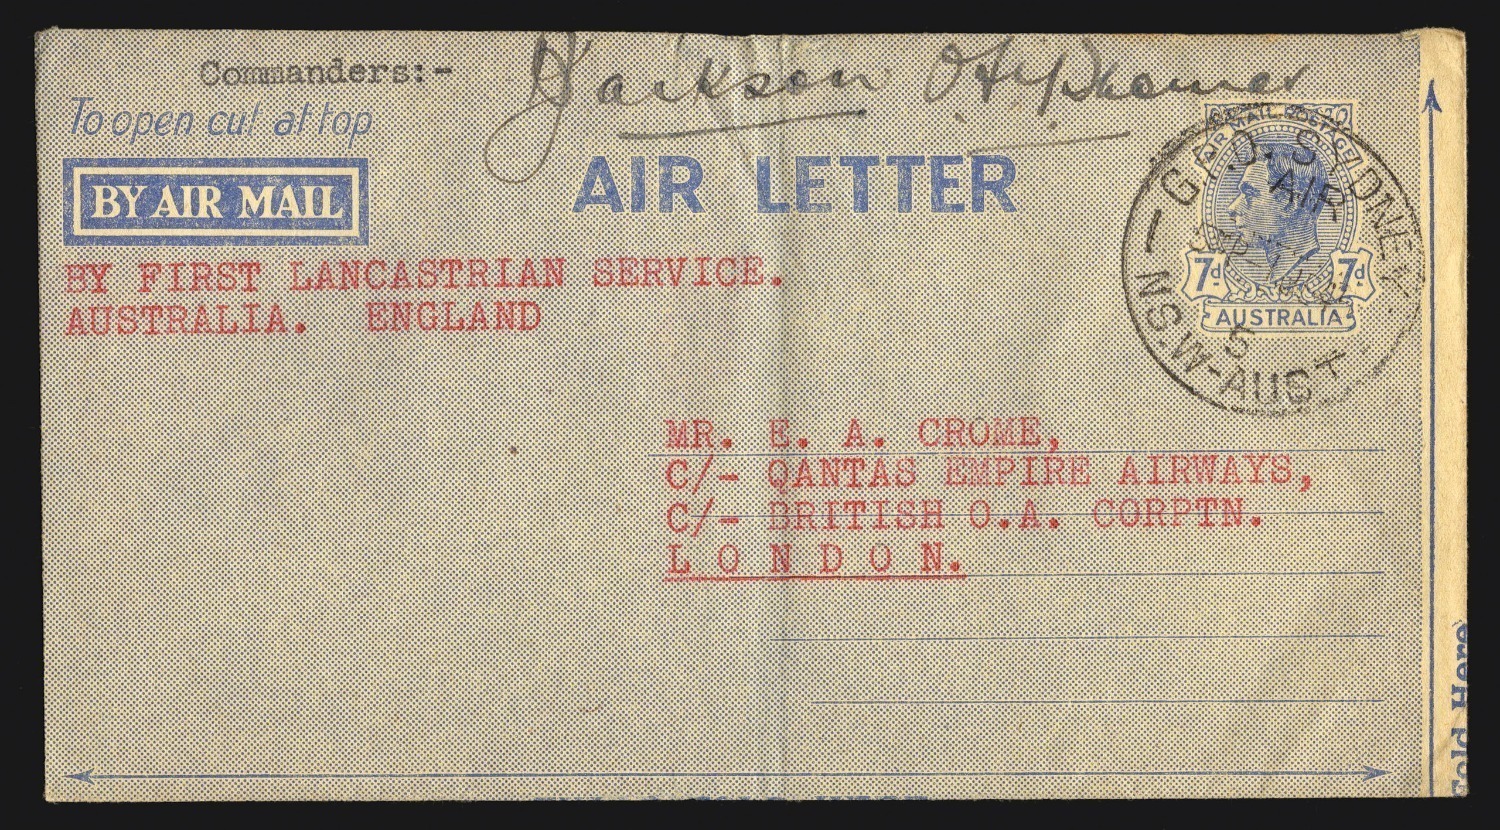 Commanders:-
Jackson
To open cut at top
BY AIR MAIL
AIR LETTER
AIR MAIL POSTAGE
7d 7d
AUSTRALIA
G.P.O. SYDNEY.
AIR
5
N.S.W-AUST
BY FIRST LANCASTRIAN SERVICE.
AUSTRALIA. ENGLAND
MR. E. A. CROME,
C/- QANTAS EMPIRE AIRWAYS,
C/- BRITISH O.A. CORPTN.
L O N D O N.
Fold Here